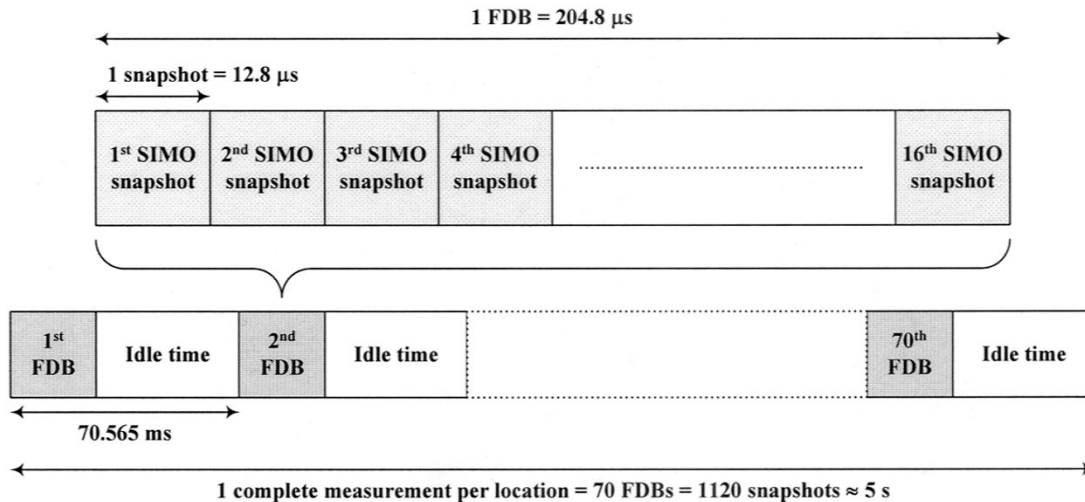 1 FDB = 204.8 μs
1 snapshot = 12.8 μs
1st SIMO snapshot
2nd SIMO snapshot
3rd SIMO snapshot
4th SIMO snapshot
16th SIMO snapshot
1st FDB
Idle time
2nd FDB
Idle time
70th FDB
Idle time
70.565 ms
1 complete measurement per location = 70 FDBs = 1120 snapshots ≈ 5 s